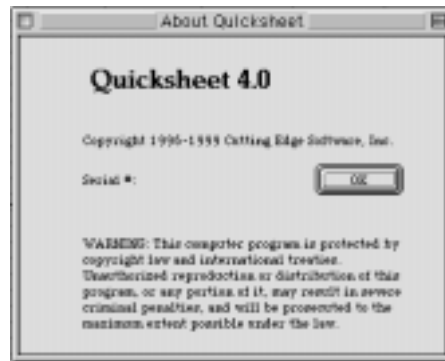 About Quicksheet
Quicksheet 4.0
Copyright 1996-1999 Cutting Edge Software, Inc.
Serial #:
OK
WARNING: This computer program is protected by
copyright law and international treaties.
Unauthorized reproduction or distribution of this
program, or any portion of it, may result in severe
criminal penalties, and will be prosecuted to the
maximum extent possible under the law.